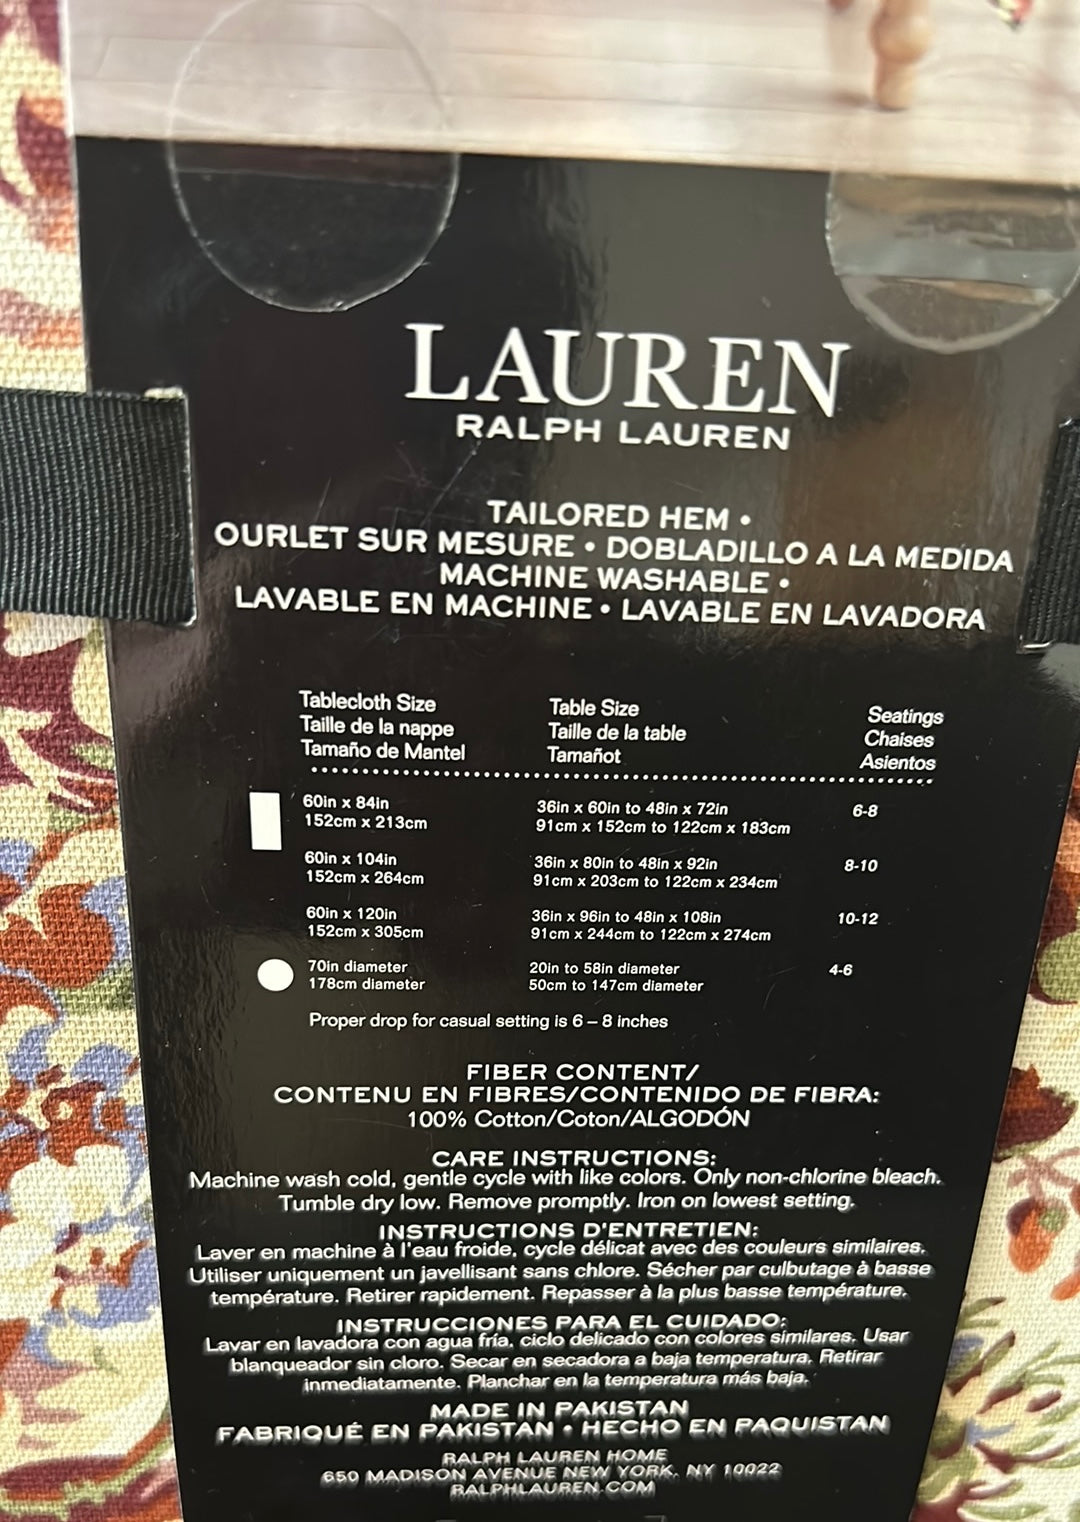 LAUREN
RALPH LAUREN
TAILORED HEM •
OURLET SUR MESURE • DOBLADILLO A LA MEDIDA
MACHINE WASHABLE •
LAVABLE EN MACHINE • LAVABLE EN LAVADORA
Tablecloth Size Table Size Seatings
Taille de la nappe Taille de la table Chaises
Tamaño de Mantel Tamañot Asientos
60in x 84in 36in x 60in to 48in x 72in 6-8
152cm x 213cm 91cm x 152cm to 122cm x 183cm
60in x 104in 36in x 80in to 48in x 92in 8-10
152cm x 264cm 91cm x 203cm to 122cm x 234cm
60in x 120in 36in x 96in to 48in x 108in 10-12
152cm x 305cm 91cm x 244cm to 122cm x 274cm
70in diameter 20in to 58in diameter 4-6
178cm diameter 50cm to 147cm diameter
Proper drop for casual setting is 6 – 8 inches
FIBER CONTENT/
CONTENU EN FIBRES/CONTENIDO DE FIBRA:
100% Cotton/Coton/ALGODÓN
CARE INSTRUCTIONS:
Machine wash cold, gentle cycle with like colors. Only non-chlorine bleach.
Tumble dry low. Remove promptly. Iron on lowest setting.
INSTRUCTIONS D'ENTRETIEN:
Laver en machine à l'eau froide, cycle délicat avec des couleurs similaires.
Utiliser uniquement un javellisant sans chlore. Sécher par culbutage à basse
température. Retirer rapidement. Repasser à la plus basse température.
INSTRUCCIONES PARA EL CUIDADO:
Lavar en lavadora con agua fría, ciclo delicado con colores similares. Usar
blanqueador sin cloro. Secar en secadora a baja temperatura. Retirar
inmediatamente. Planchar en la temperatura más baja.
MADE IN PAKISTAN
FABRIQUÉ EN PAKISTAN • HECHO EN PAQUISTAN
RALPH LAUREN HOME
650 MADISON AVENUE NEW YORK, NY 10022
RALPHLAUREN.COM